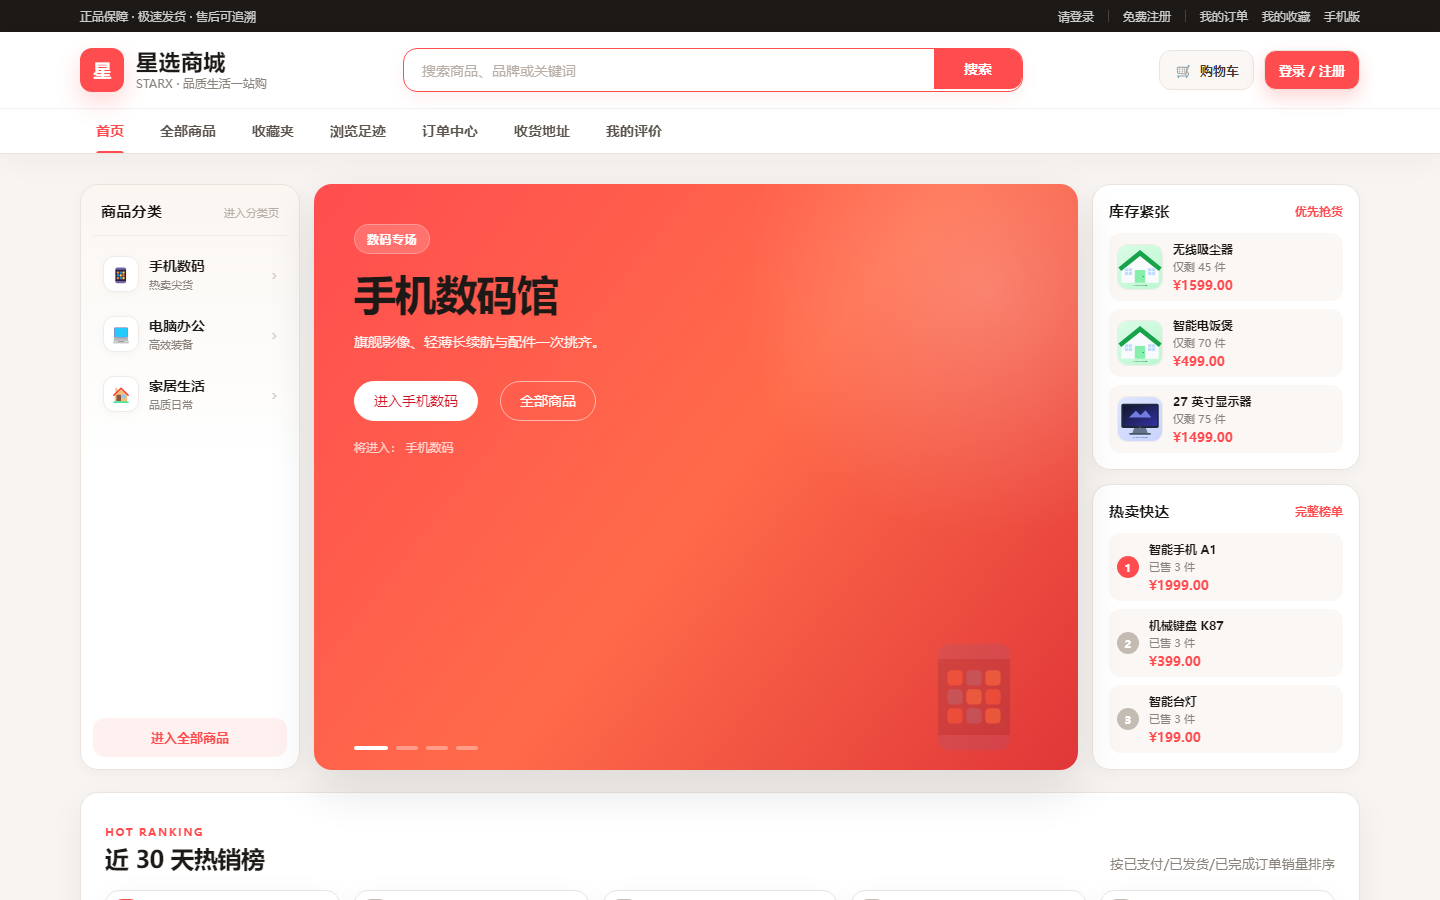 正品保障 · 极速发货 · 售后可追溯
请登录
免费注册
我的订单
我的收藏
手机版
星
星选商城
STARX · 品质生活一站购
搜索商品、品牌或关键词
搜索
购物车
登录 / 注册
首页
全部商品
收藏夹
浏览足迹
订单中心
收货地址
我的评价
商品分类
进入分类页
手机数码
热卖尖货
电脑办公
高效装备
家居生活
品质日常
进入全部商品
数码专场
手机数码馆
旗舰影像、轻薄长续航与配件一次挑齐。
进入手机数码
全部商品
将进入： 手机数码
库存紧张
优先抢货
无线吸尘器
仅剩 45 件
¥1599.00
智能电饭煲
仅剩 70 件
¥499.00
27 英寸显示器
仅剩 75 件
¥1499.00
热卖快达
完整榜单
1
智能手机 A1
已售 3 件
¥1999.00
2
机械键盘 K87
已售 3 件
¥399.00
3
智能台灯
已售 3 件
¥199.00
HOT RANKING
近 30 天热销榜
按已支付/已发货/已完成订单销量排序